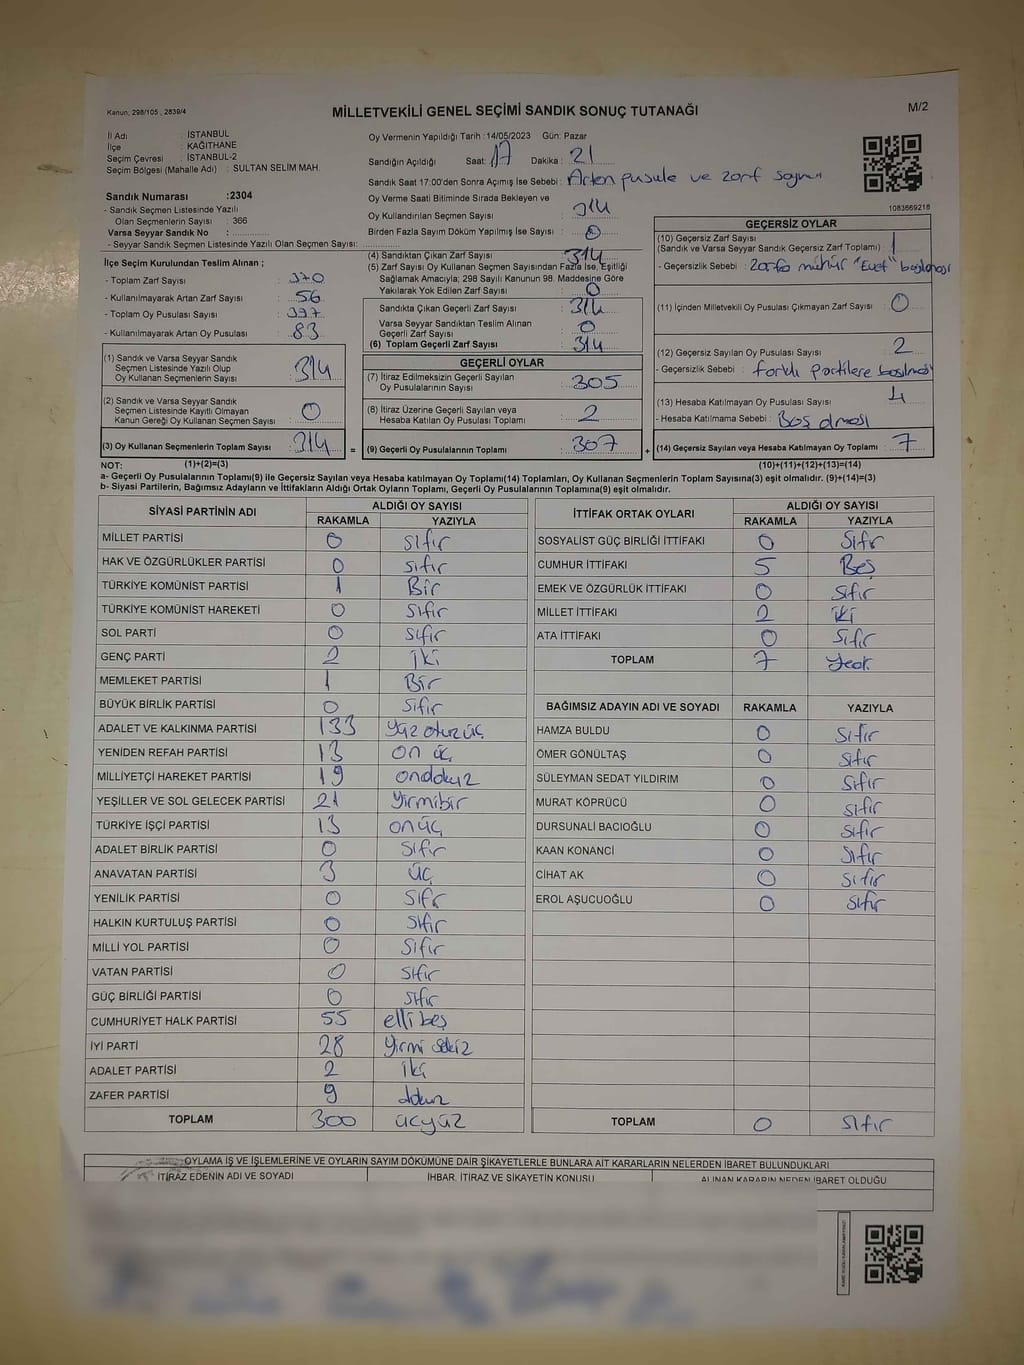 Kanun; 298/105 , 2839/4
MİLLETVEKİLİ GENEL SEÇİMİ SANDIK SONUÇ TUTANAĞI
M/2
İl Adı : İSTANBUL
İlçe : KAĞITHANE
Seçim Çevresi : İSTANBUL-2
Seçim Bölgesi (Mahalle Adı) : SULTAN SELİM MAH.
Sandık Numarası :2304
- Sandık Seçmen Listesinde Yazılı
Olan Seçmenlerin Sayısı : 366
Varsa Seyyar Sandık No :
- Seyyar Sandık Seçmen Listesinde Yazılı Olan Seçmen Sayısı:
Oy Vermenin Yapıldığı Tarih :14/05/2023 Gün: Pazar
Sandığın Açıldığı Saat: 17 Dakika : 21
Sandık Saat 17:00'den Sonra Açımış İse Sebebi : Artan pusula ve zarf sayımı
Oy Verme Saati Bitiminde Sırada Bekleyen ve
Oy Kullandırılan Seçmen Sayısı : 314
Birden Fazla Sayım Döküm Yapılmış İse Sayısı : 0
1083669216
İlçe Seçim Kurulundan Teslim Alınan ;
- Toplam Zarf Sayısı : 370
- Kullanılmayarak Artan Zarf Sayısı : 56
- Toplam Oy Pusulası Sayısı : 397
- Kullanılmayarak Artan Oy Pusulası : 83
(1) Sandık ve Varsa Seyyar Sandık
Seçmen Listesinde Yazılı Olup
Oy Kullanan Seçmenlerin Sayısı : 314
(2) Sandık ve Varsa Seyyar Sandık
Seçmen Listesinde Kayıtlı Olmayan
Kanun Gereği Oy Kullanan Seçmen Sayısı : 0
(3) Oy Kullanan Seçmenlerin Toplam Sayısı : 314
(4) Sandıktan Çıkan Zarf Sayısı : 314
(5) Zarf Sayısı Oy Kullanan Seçmen Sayısından Fazla İse, Eşitliği
Sağlamak Amacıyla; 298 Sayılı Kanunun 98. Maddesine Göre
Yakılarak Yok Edilen Zarf Sayısı : 0
Sandıkta Çıkan Geçerli Zarf Sayısı : 314
Varsa Seyyar Sandıktan Teslim Alınan
Geçerli Zarf Sayısı : 0
(6) Toplam Geçerli Zarf Sayısı : 314
GEÇERLİ OYLAR
(7) İtiraz Edilmeksizin Geçerli Sayılan
Oy Pusulalarının Sayısı : 305
(8) İtiraz Üzerine Geçerli Sayılan veya
Hesaba Katılan Oy Pusulaları Toplamı : 2
= (9) Geçerli Oy Pusulalarının Toplamı : 307
GEÇERSİZ OYLAR
(10) Geçersiz Zarf Sayısı
(Sandık ve Varsa Seyyar Sandık Geçersiz Zarf Toplamı) : 1
- Geçersizlik Sebebi : zarfa mühür "Evet" basılması
(11) İçinden Milletvekili Oy Pusulası Çıkmayan Zarf Sayısı : 0
(12) Geçersiz Sayılan Oy Pusulası Sayısı : 2
- Geçersizlik Sebebi : farklı partilere basılması
(13) Hesaba Katılmayan Oy Pusulası Sayısı : 4
- Hesaba Katılmama Sebebi : Boş olması
+ (14) Geçersiz Sayılan veya Hesaba Katılmayan Oy Toplamı : 7
NOT: (1)+(2)=(3) (10)+(11)+(12)+(13)=(14)
a- Geçerli Oy Pusulalarının Toplamı(9) ile Geçersiz Sayılan veya Hesaba katılmayan Oy Toplamı(14) Toplamları, Oy Kullanan Seçmenlerin Toplam Sayısına(3) eşit olmalıdır. (9)+(14)=(3)
b- Siyasi Partilerin, Bağımsız Adayların ve İttifakların Aldığı Ortak Oyların Toplamı, Geçerli Oy Pusulalarının Toplamına(9) eşit olmalıdır.
SİYASİ PARTİNİN ADI ALDIĞI OY SAYISI
RAKAMLA YAZIYLA
MİLLET PARTİSİ 0 sıfır
HAK VE ÖZGÜRLÜKLER PARTİSİ 0 sıfır
TÜRKİYE KOMÜNİST PARTİSİ 1 Bir
TÜRKİYE KOMÜNİST HAREKETİ 0 sıfır
SOL PARTİ 0 sıfır
GENÇ PARTİ 2 iki
MEMLEKET PARTİSİ 1 Bir
BÜYÜK BİRLİK PARTİSİ 0 sıfır
ADALET VE KALKINMA PARTİSİ 133 yüz otuz üç
YENİDEN REFAH PARTİSİ 13 on üç
MİLLİYETÇİ HAREKET PARTİSİ 19 ondokuz
YEŞİLLER VE SOL GELECEK PARTİSİ 21 yirmibir
TÜRKİYE İŞÇİ PARTİSİ 13 onüç
ADALET BİRLİK PARTİSİ 0 sıfır
ANAVATAN PARTİSİ 3 üç
YENİLİK PARTİSİ 0 sıfır
HALKIN KURTULUŞ PARTİSİ 0 sıfır
MİLLİ YOL PARTİSİ 0 sıfır
VATAN PARTİSİ 0 sıfır
GÜÇ BİRLİĞİ PARTİSİ 0 sıfır
CUMHURİYET HALK PARTİSİ 55 elli beş
İYİ PARTİ 28 yirmi sekiz
ADALET PARTİSİ 2 iki
ZAFER PARTİSİ 9 dokuz
TOPLAM 300 üçyüz
İTTİFAK ORTAK OYLARI ALDIĞI OY SAYISI
RAKAMLA YAZIYLA
SOSYALİST GÜÇ BİRLİĞİ İTTİFAKI 0 sıfır
CUMHUR İTTİFAKI 5 Beş
EMEK VE ÖZGÜRLÜK İTTİFAKI 0 sıfır
MİLLET İTTİFAKI 2 iki
ATA İTTİFAKI 0 sıfır
TOPLAM 7 yedi
BAĞIMSIZ ADAYIN ADI VE SOYADI RAKAMLA YAZIYLA
HAMZA BULDU 0 sıfır
ÖMER GÖNÜLTAŞ 0 sıfır
SÜLEYMAN SEDAT YILDIRIM 0 sıfır
MURAT KÖPRÜCÜ 0 sıfır
DURSUNALİ BACIOĞLU 0 sıfır
KAAN KONANCİ 0 sıfır
CİHAT AK 0 sıfır
EROL AŞUCUOĞLU 0 sıfır
TOPLAM 0 sıfır
OYLAMA İŞ VE İŞLEMLERİNE VE OYLARIN SAYIM DÖKÜMÜNE DAİR ŞİKAYETLERLE BUNLARA AİT KARARLARIN NELERDEN İBARET BULUNDUKLARI
İTİRAZ EDENİN ADI VE SOYADI İHBAR, İTİRAZ VE ŞİKAYETİN KONUSU ALINAN KARARIN NEDEN İBARET OLDUĞU